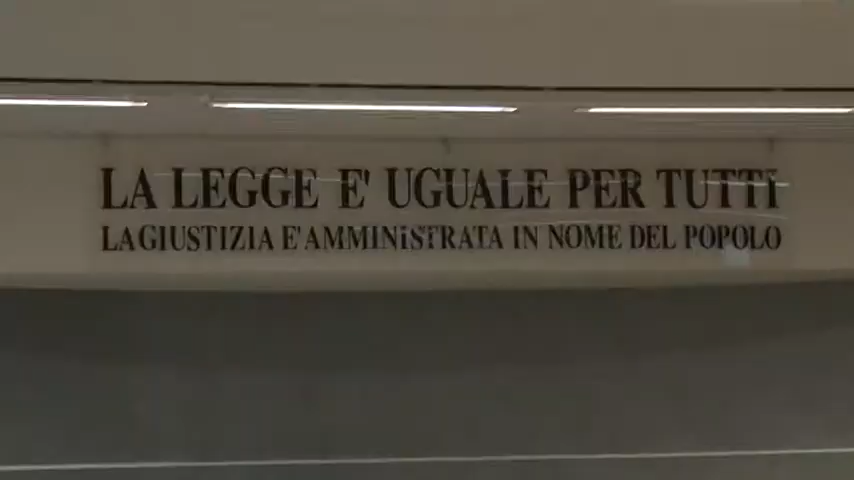 LA LEGGE E' UGUALE PER TUTTI
LA GIUSTIZIA E' AMMINISTRATA IN NOME DEL POPOLO